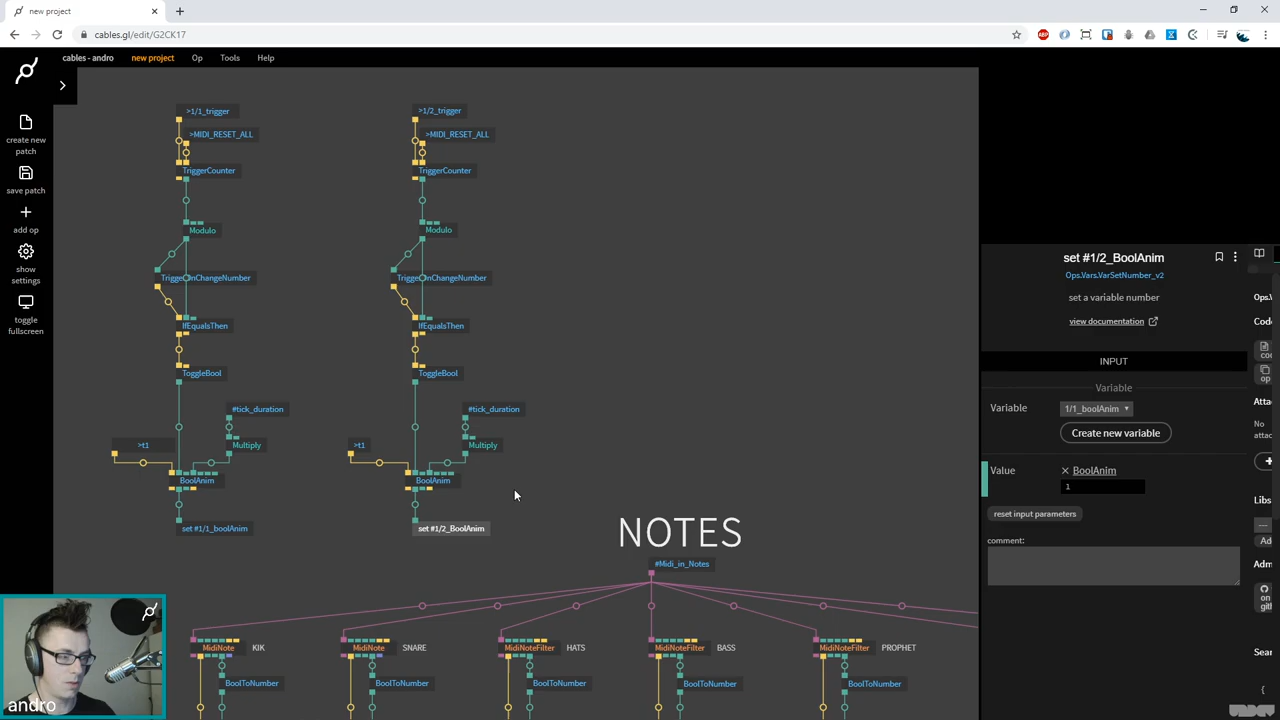 new project
cables.gl/edit/G2CK17
cables - andro
new project
Op
Tools
Help
create new
patch
save patch
add op
show
settings
toggle
fullscreen
>1/1_trigger
>MIDI_RESET_ALL
TriggerCounter
Modulo
IfEqualsThen
ToggleBool
#tick_duration
>t1
Multiply
BoolAnim
set #1/1_boolAnim
>1/2_trigger
>MIDI_RESET_ALL
TriggerCounter
Modulo
IfEqualsThen
ToggleBool
#tick_duration
>t1
Multiply
BoolAnim
set #1/2_BoolAnim
NOTES
#Midi_in_Notes
MidiNote
KIK
MidiNote
SNARE
MidiNoteFilter
HATS
MidiNoteFilter
BASS
MidiNoteFilter
PROPHET
BoolToNumber
BoolToNumber
BoolToNumber
BoolToNumber
BoolToNumber
set #1/2_BoolAnim
Ops.Vars.VarSetNumber_v2
set a variable number
view documentation
INPUT
Variable
Variable
1/1_boolAnim
Create new variable
Value
BoolAnim
1
reset input parameters
comment:
andro